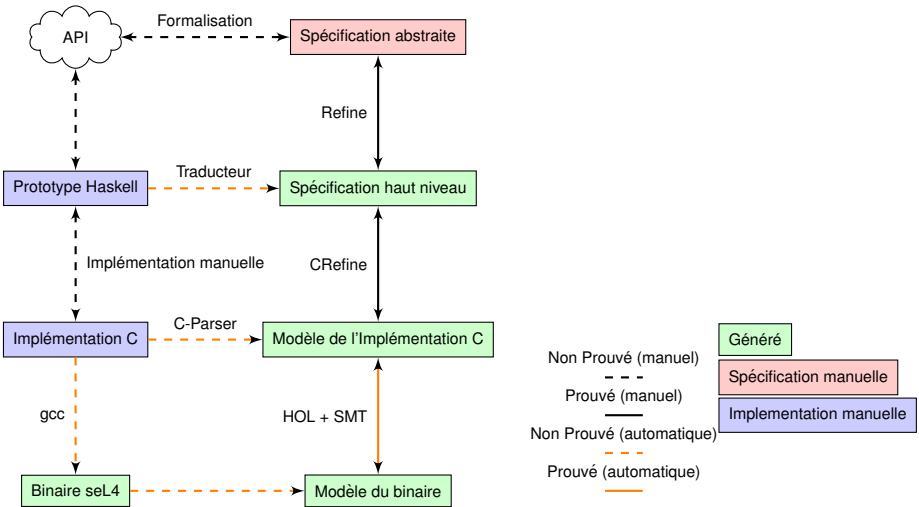 Formalisation
API
Spécification abstraite
Refine
Traducteur
Prototype Haskell
Spécification haut niveau
Implémentation manuelle
CRefine
C-Parser
Implémentation C
Modèle de l'Implémentation C
gcc
HOL + SMT
Binaire seL4
Modèle du binaire
Non Prouvé (manuel)
Prouvé (manuel)
Non Prouvé (automatique)
Prouvé (automatique)
Généré
Spécification manuelle
Implementation manuelle